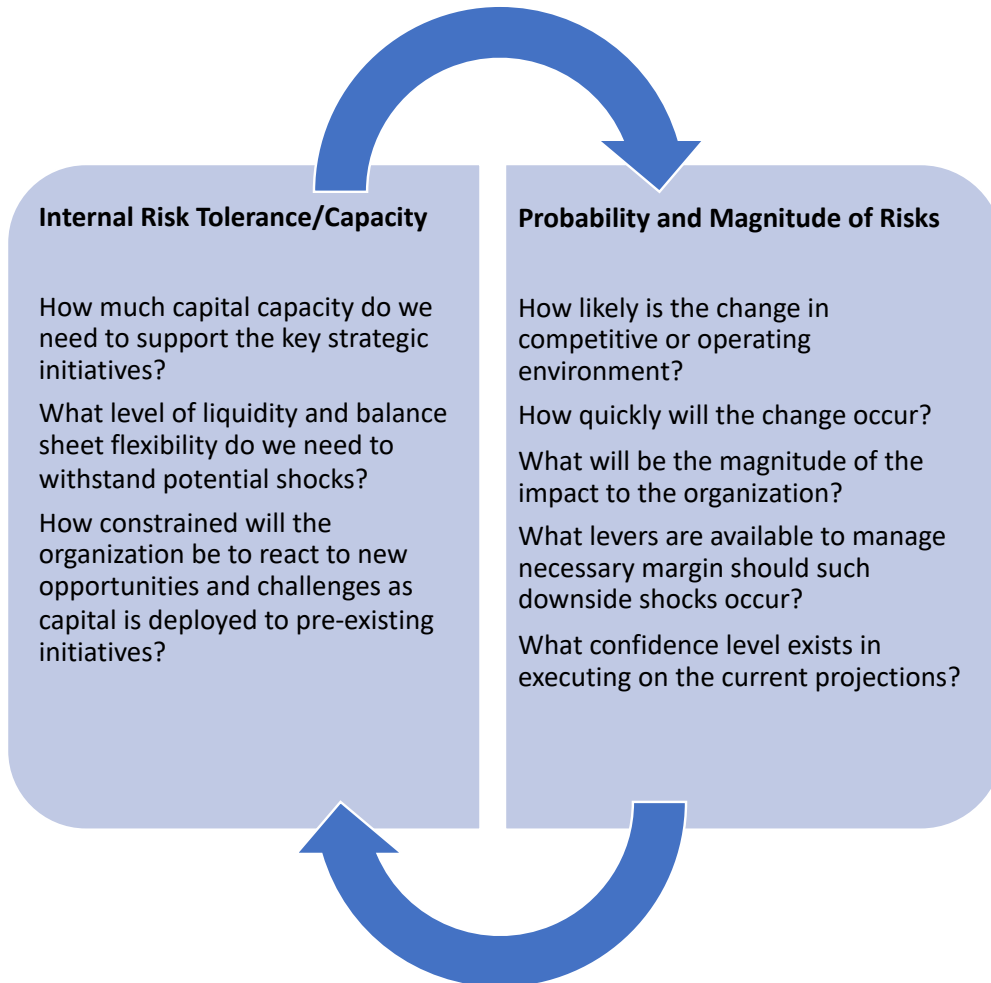 Internal Risk Tolerance/Capacity
How much capital capacity do we
need to support the key strategic
initiatives?
What level of liquidity and balance
sheet flexibility do we need to
withstand potential shocks?
How constrained will the
organization be to react to new
opportunities and challenges as
capital is deployed to pre-existing
initiatives?
Probability and Magnitude of Risks
How likely is the change in
competitive or operating
environment?
How quickly will the change occur?
What will be the magnitude of the
impact to the organization?
What levers are available to manage
necessary margin should such
downside shocks occur?
What confidence level exists in
executing on the current projections?